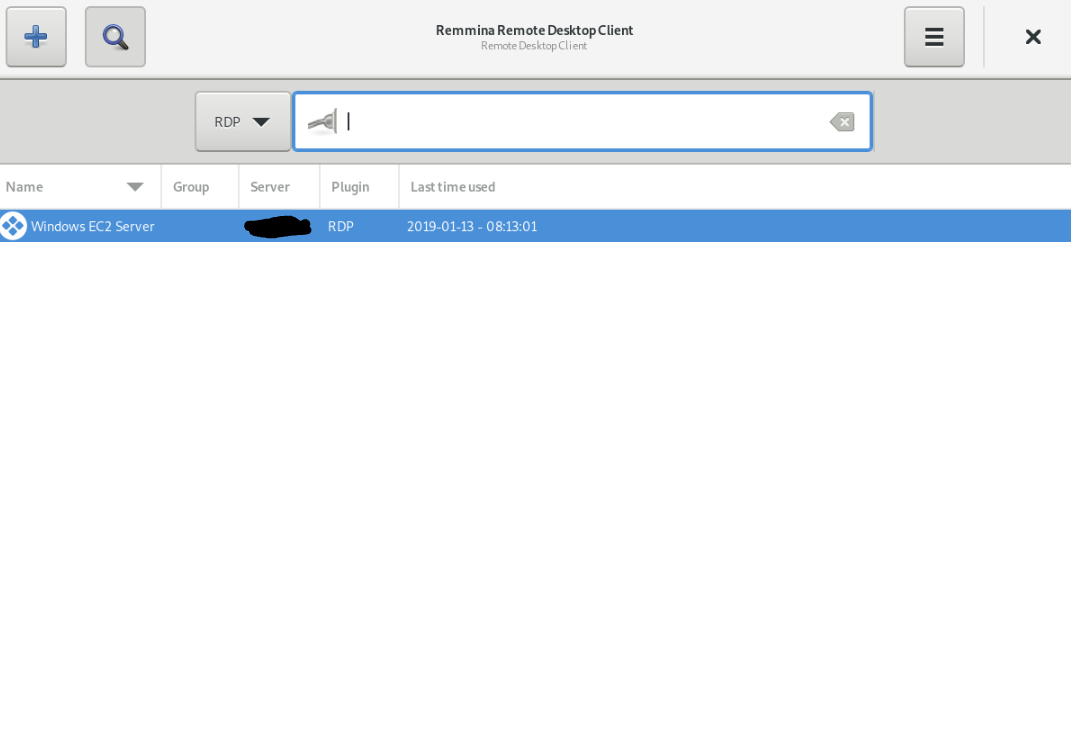 Remmina Remote Desktop Client
Remote Desktop Client
RDP
Name Group Server Plugin Last time used
Windows EC2 Server RDP 2019-01-13 - 08:13:01